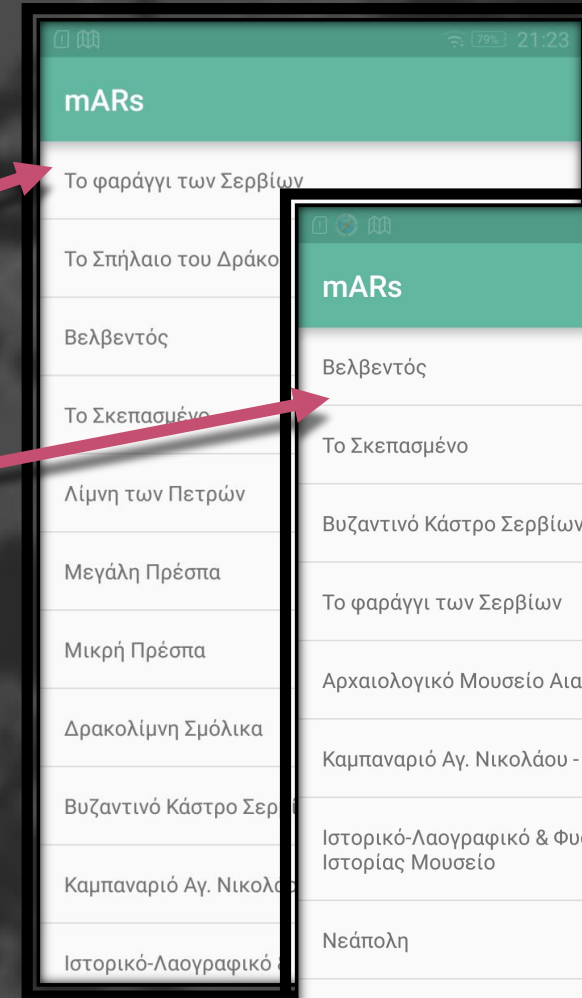 79% 21:23
mARs
Το φαράγγι των Σερβίων
Το Σπήλαιο του Δράκο
Βελβεντός
Το Σκεπασμένο
Λίμνη των Πετρών
Μεγάλη Πρέσπα
Μικρή Πρέσπα
Δρακολίμνη Σμόλικα
Βυζαντινό Κάστρο Σερ
Καμπαναριό Αγ. Νικολά
Ιστορικό-Λαογραφικό
mARs
Βελβεντός
Το Σκεπασμένο
Βυζαντινό Κάστρο Σερβίων
Το φαράγγι των Σερβίων
Αρχαιολογικό Μουσείο Αια
Καμπαναριό Αγ. Νικολάου -
Ιστορικό-Λαογραφικό & Φυ
Ιστορίας Μουσείο
Νεάπολη